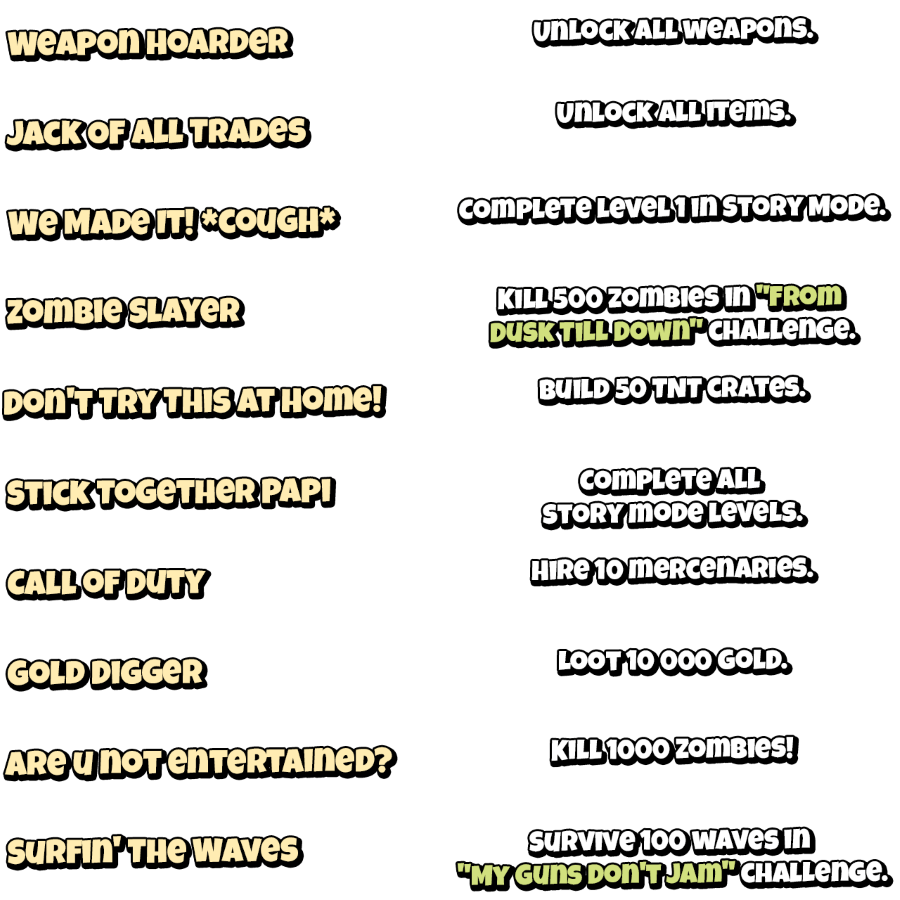 Weapon Hoarder
Unlock all weapons.
Jack of all trades
Unlock all items.
We made it! *cough*
Complete level 1 in Story Mode.
Zombie Slayer
Kill 500 zombies in "From
Dusk Till Down" challenge.
Don't try this at home!
Build 50 TNT crates.
Stick together papi
Complete all
story mode levels.
Call of duty
Hire 10 mercenaries.
Gold digger
Loot 10 000 gold.
Are u not entertained?
Kill 1000 zombies!
Surfin' the waves
Survive 100 waves in
"My guns don't jam" challenge.